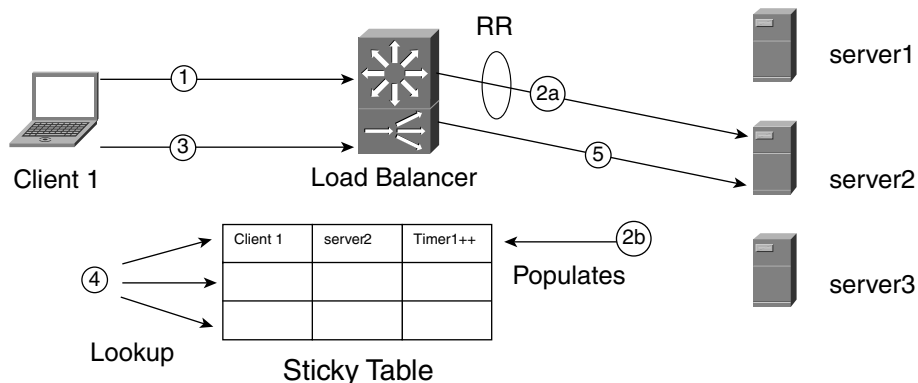 RR
server1
1
2a
3
5
Client 1
Load Balancer
server2
Client 1 server2 Timer1++
2b
4
Populates
server3
Lookup
Sticky Table